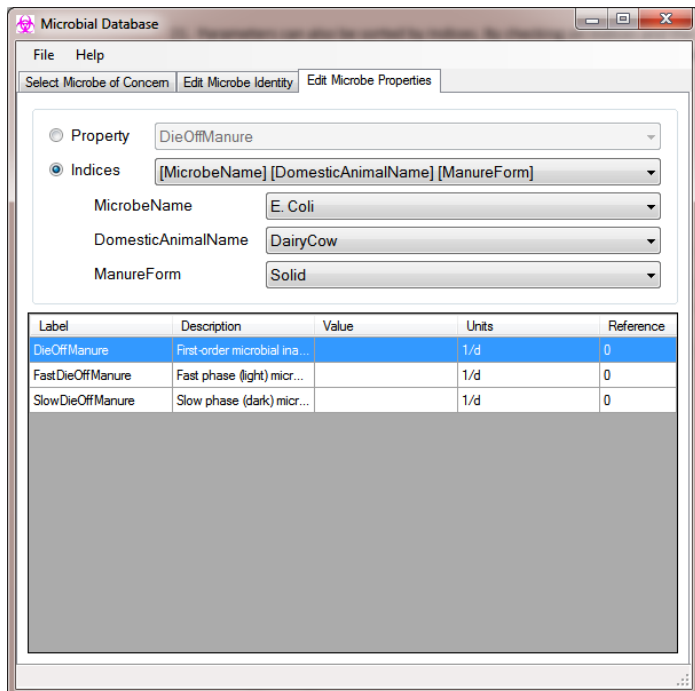 Microbial Database
File Help
Select Microbe of Concern Edit Microbe Identity Edit Microbe Properties
Property DieOffManure
Indices [MicrobeName] [DomesticAnimalName] [ManureForm]
MicrobeName E. Coli
DomesticAnimalName DairyCow
ManureForm Solid
Label Description Value Units Reference
DieOffManure First-order microbial ina... 1/d 0
FastDieOffManure Fast phase (light) micr... 1/d 0
SlowDieOffManure Slow phase (dark) micr... 1/d 0